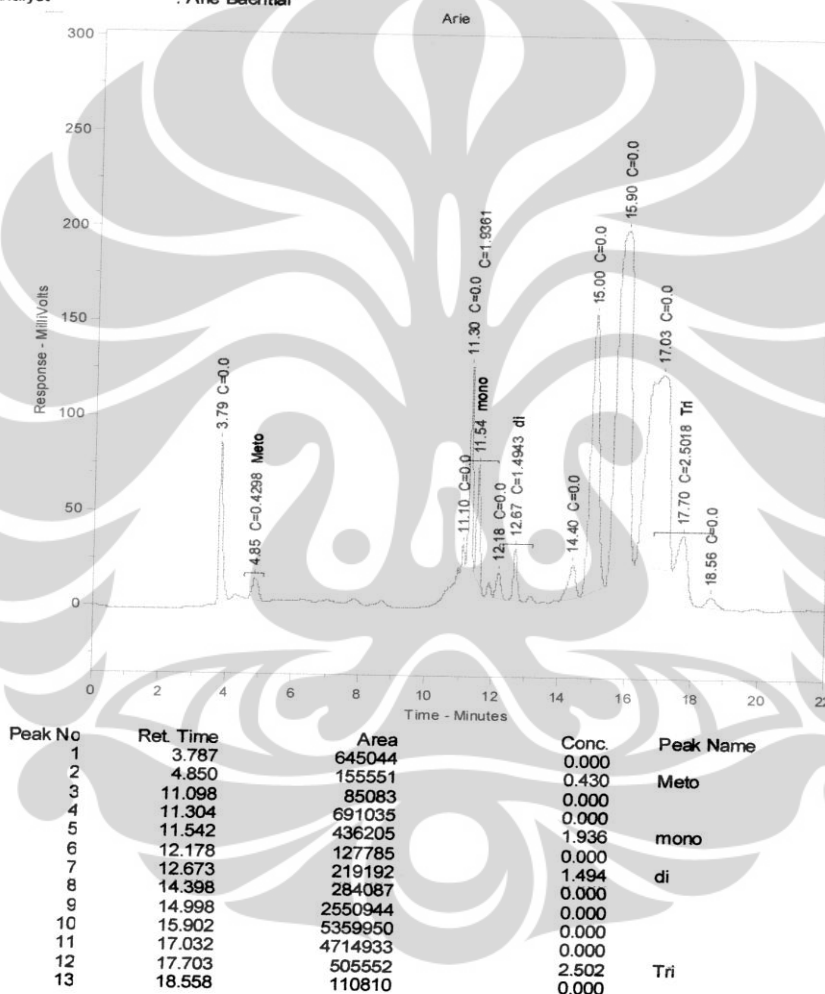 : Arie Bachtiar
Arie
300
250
200
150
100
50
0
Response - MilliVolts
3.79 C=0.0
4.85 C=0.4298 Meto
11.10 C=0.0
11.30 C=0.0 C=1.9361
11.54 mono
12.18 C=0.0
12.67 C=1.4943 di
14.40 C=0.0
15.00 C=0.0
15.90 C=0.0
17.03 C=0.0
17.70 C=2.5018 Tri
18.56 C=0.0
0 2 4 6 8 10 12 14 16 18 20 22
Time - Minutes
Peak No Ret. Time Area Conc. Peak Name
1 3.787 645044 0.000
2 4.850 155551 0.430 Meto
3 11.098 85083 0.000
4 11.304 691035 0.000
5 11.542 436205 1.936 mono
6 12.178 127785 0.000
7 12.673 219192 1.494 di
8 14.398 284087 0.000
9 14.998 2550944 0.000
10 15.902 5359950 0.000
11 17.032 4714933 0.000
12 17.703 505552 2.502 Tri
13 18.558 110810 0.000